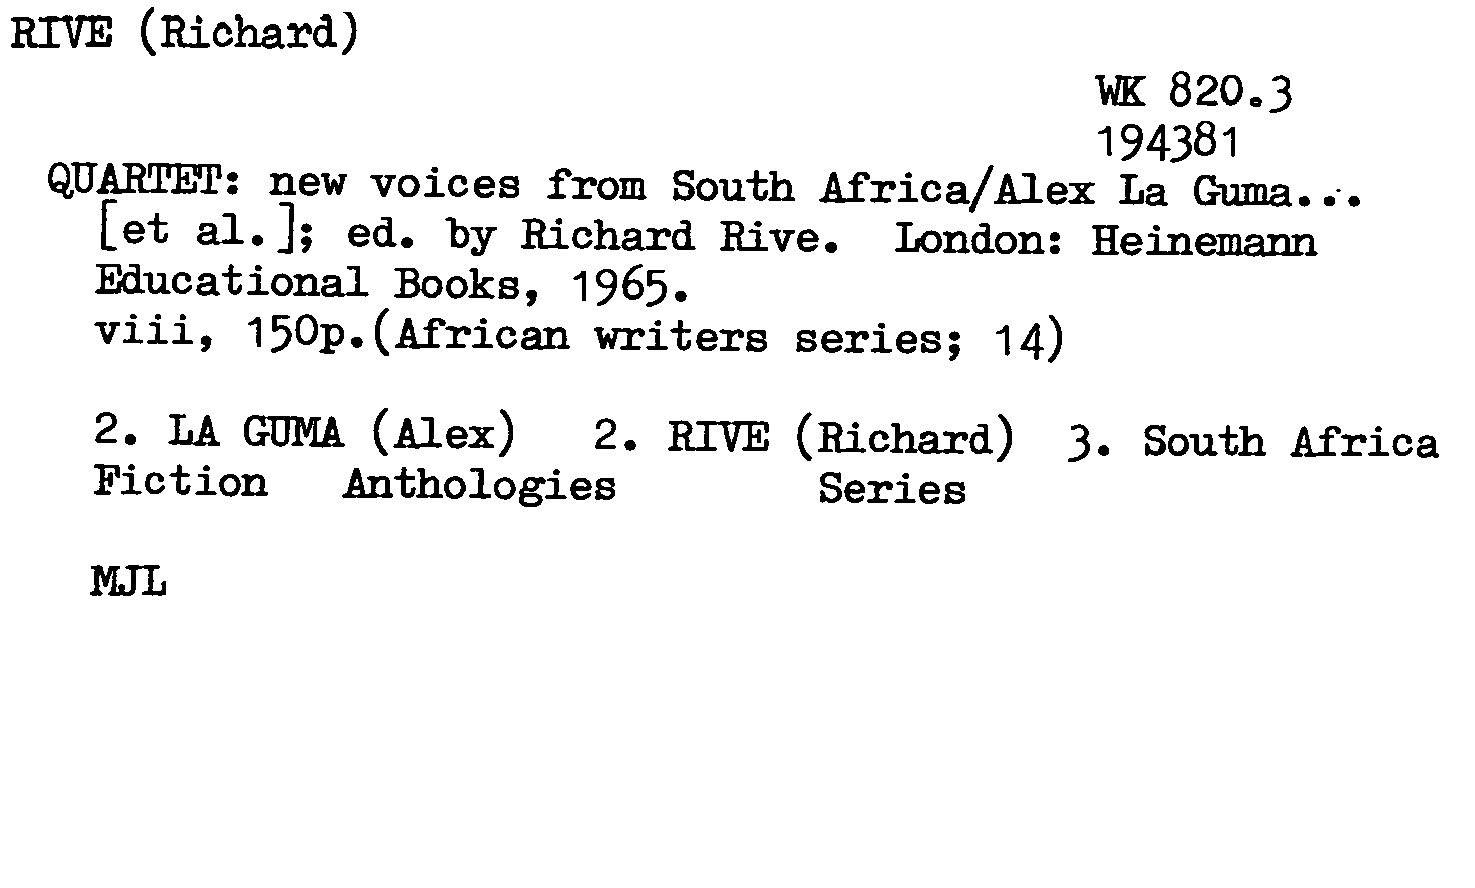 RIVE (Richard)
WK 820.3
194381
QUARTET: new voices from South Africa/Alex La Guma...
[et al.]; ed. by Richard Rive. London: Heinemann
Educational Books, 1965.
viii, 150p.(African writers series; 14)
2. LA GUMA (Alex) 2. RIVE (Richard) 3. South Africa
Fiction Anthologies Series
MJL